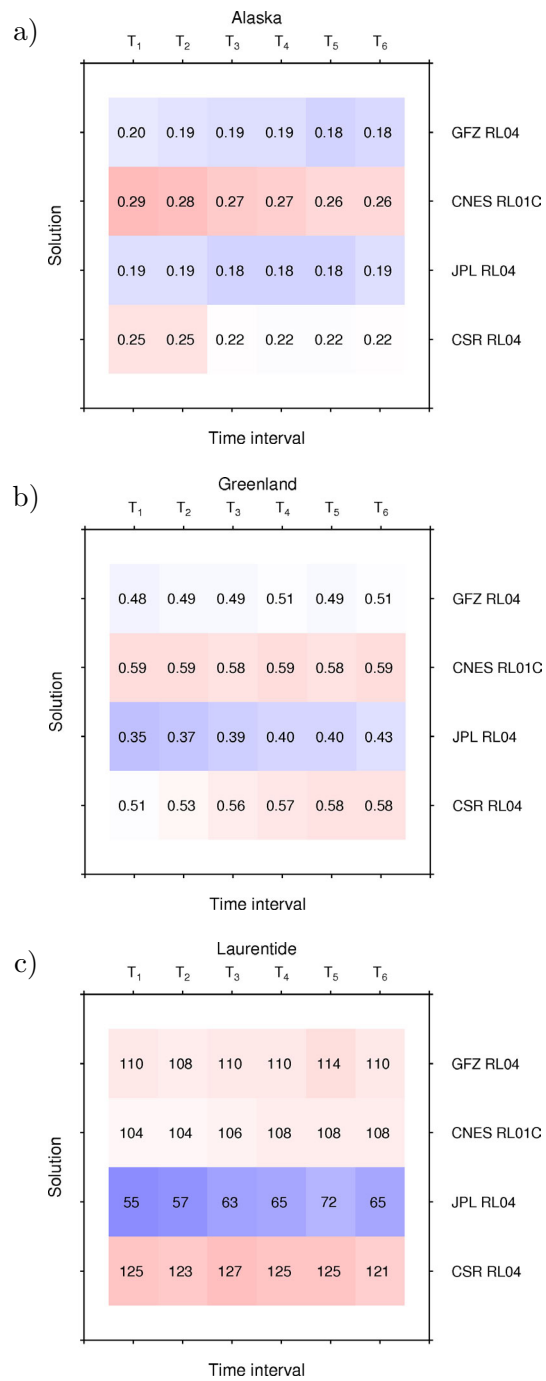 a)
Alaska
T1 T2 T3 T4 T5 T6
0.20 0.19 0.19 0.19 0.18 0.18 GFZ RL04
0.29 0.28 0.27 0.27 0.26 0.26 CNES RL01C
Solution
0.19 0.19 0.18 0.18 0.18 0.19 JPL RL04
0.25 0.25 0.22 0.22 0.22 0.22 CSR RL04
Time interval
b)
Greenland
T1 T2 T3 T4 T5 T6
0.48 0.49 0.49 0.51 0.49 0.51 GFZ RL04
0.59 0.59 0.58 0.59 0.58 0.59 CNES RL01C
Solution
0.35 0.37 0.39 0.40 0.40 0.43 JPL RL04
0.51 0.53 0.56 0.57 0.58 0.58 CSR RL04
Time interval
c)
Laurentide
T1 T2 T3 T4 T5 T6
110 108 110 110 114 110 GFZ RL04
104 104 106 108 108 108 CNES RL01C
Solution
55 57 63 65 72 65 JPL RL04
125 123 127 125 125 121 CSR RL04
Time interval